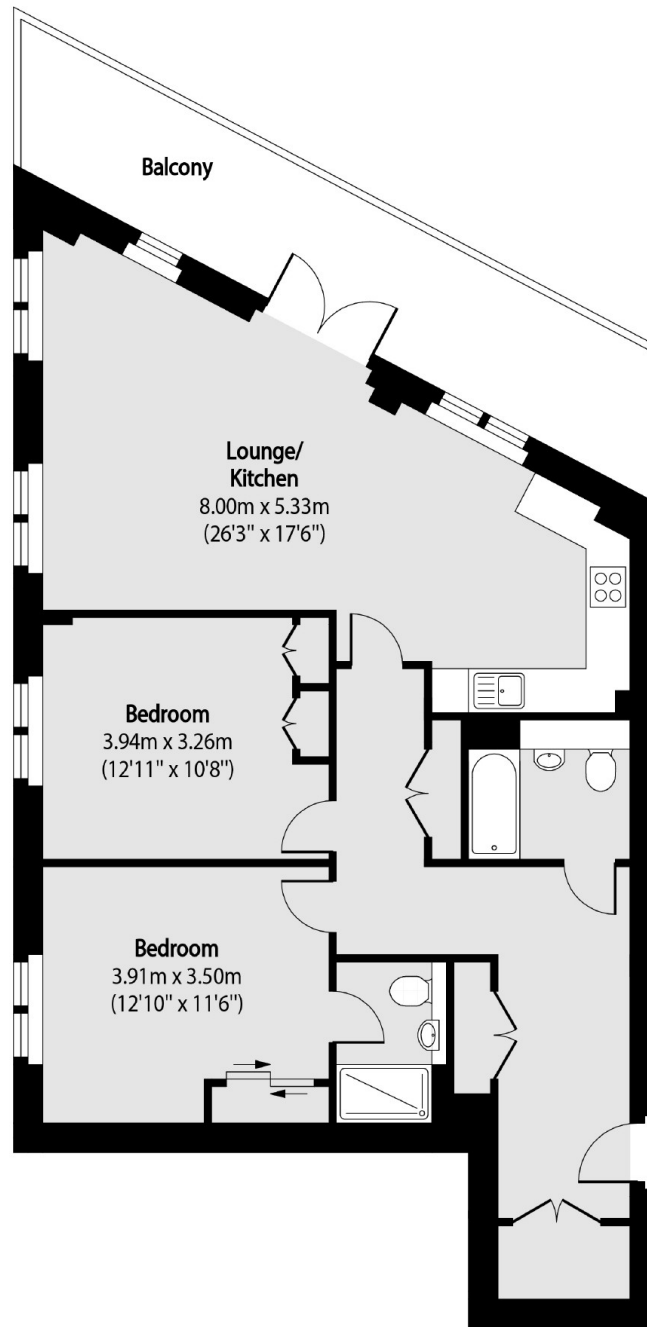 Balcony
Lounge/
Kitchen
8.00m x 5.33m
(26'3" x 17'6")
Bedroom
3.94m x 3.26m
(12'11" x 10'8")
Bedroom
3.91m x 3.50m
(12'10" x 11'6")